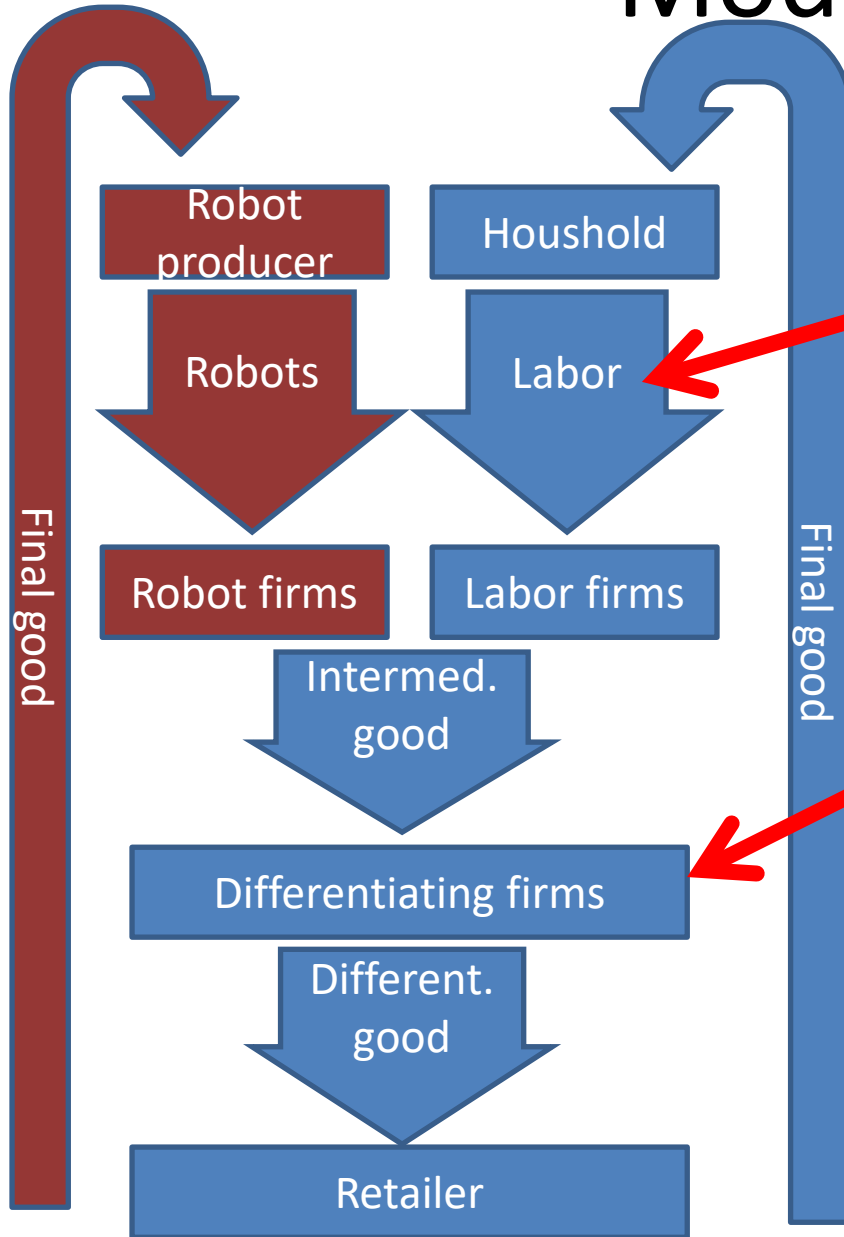 Robot
producer
Houshold
Robots
Labor
Final good
Final good
Robot firms
Labor firms
Intermed.
good
Differentiating firms
Different.
good
Retailer